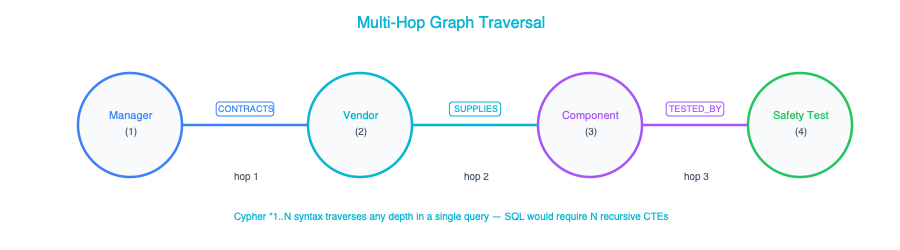 Multi-Hop Graph Traversal
Manager
(1)
CONTRACTS
Vendor
(2)
SUPPLIES
Component
(3)
TESTED_BY
Safety Test
(4)
hop 1
hop 2
hop 3
Cypher *1..N syntax traverses any depth in a single query — SQL would require N recursive CTEs